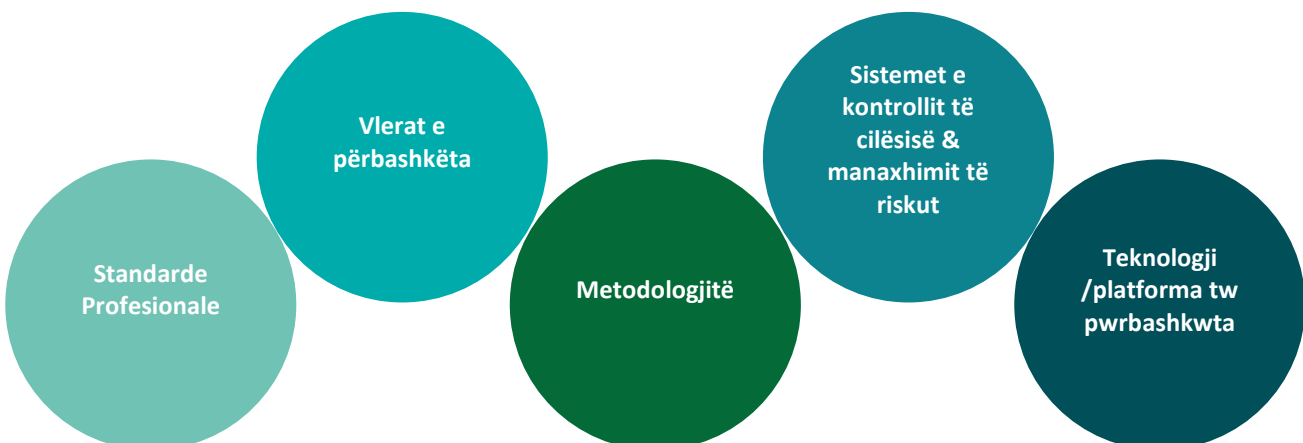 Standarde
Profesionale
Vlerat e
përbashkëta
Metodologjitë
Sistemet e
kontrollit të
cilësisë &
manaxhimit të
riskut
Teknologji
/platforma tw
pwrbashkwta